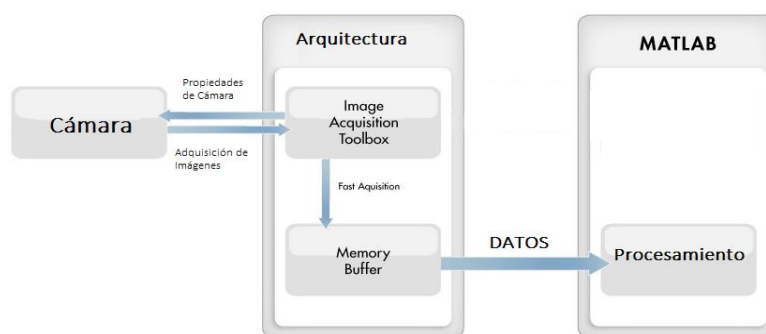 Arquitectura
MATLAB
Propiedades
de Cámara
Cámara
Image
Acquisition
Toolbox
Adquisición de
Imágenes
Fast Aquisition
Memory
Buffer
DATOS
Procesamiento